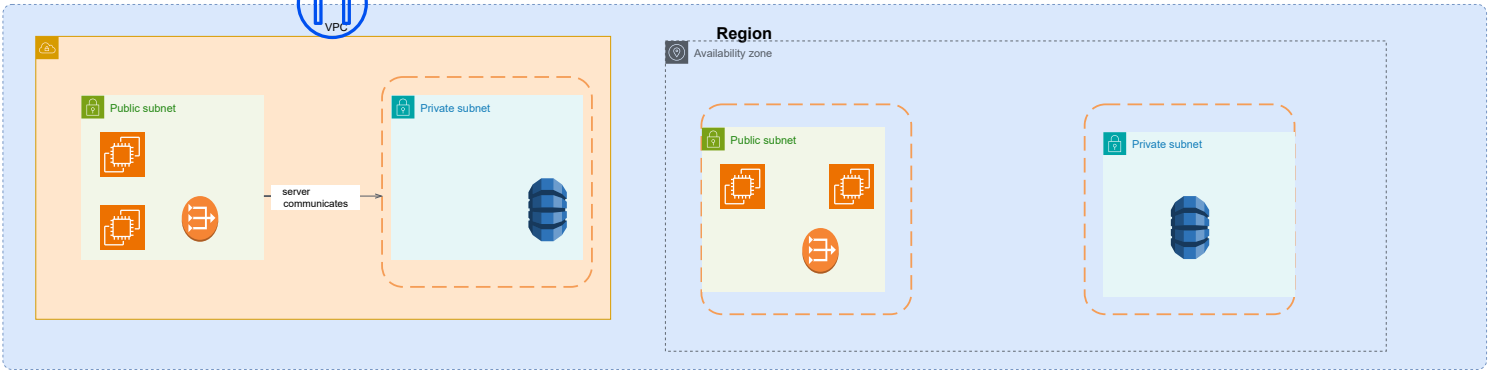 VPC
Region
Availability zone
Public subnet
Private subnet
server
communicates
Public subnet
Private subnet